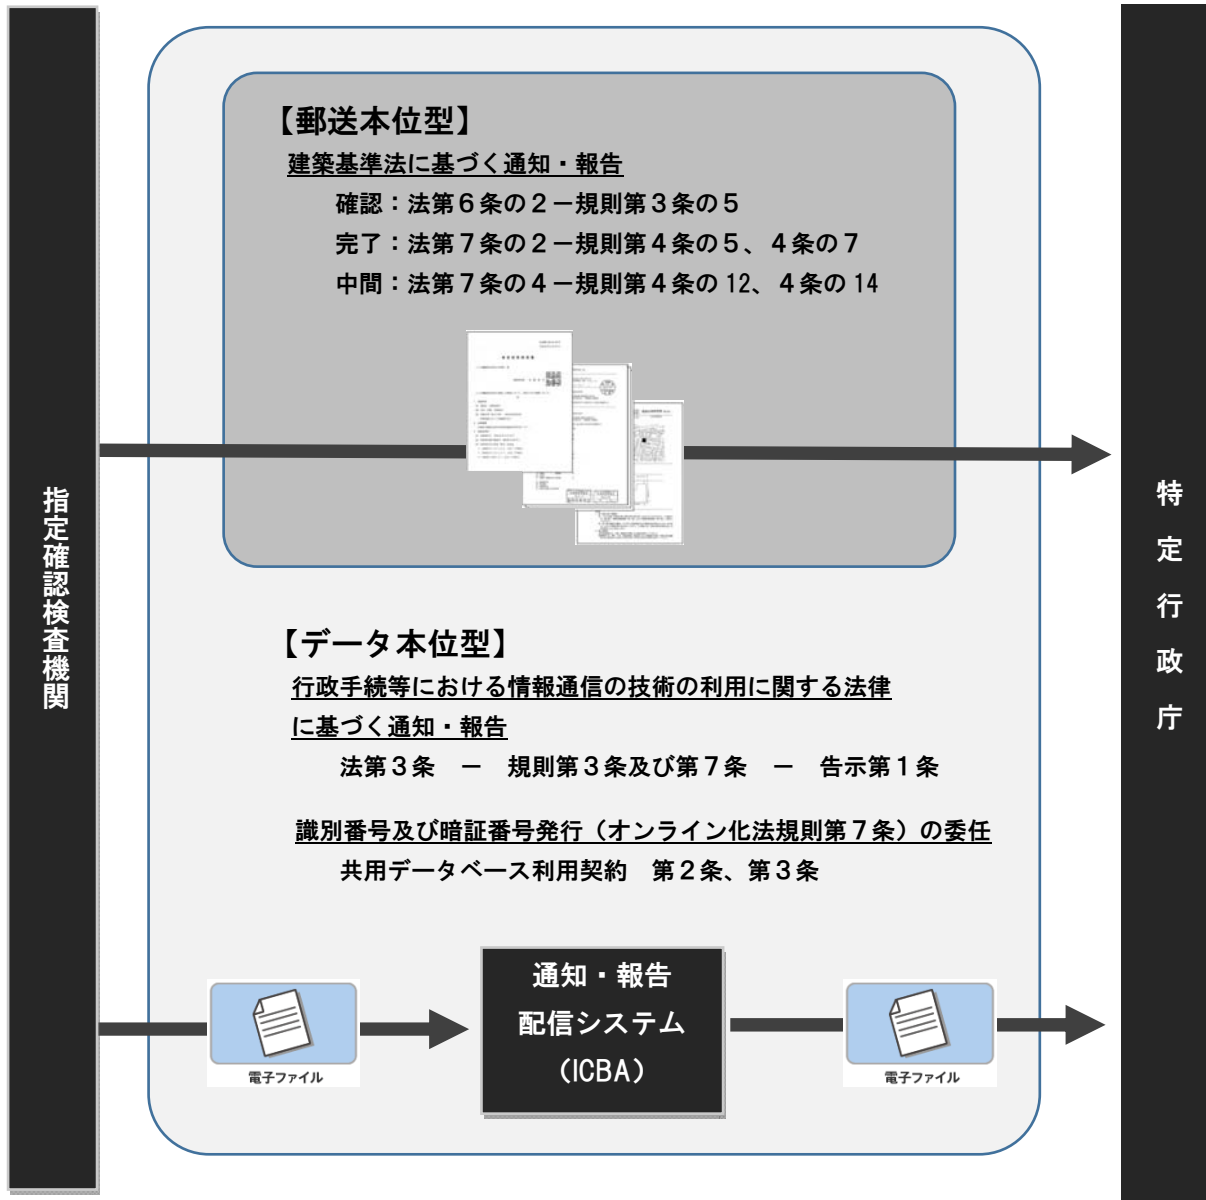 指定確認検査機関
【郵送本位型】
建築基準法に基づく通知・報告
確認：法第６条の２－規則第３条の５
完了：法第７条の２－規則第４条の５、４条の７
中間：法第７条の４－規則第４条の 12、４条の 14
【データ本位型】
行政手続等における情報通信の技術の利用に関する法律
に基づく通知・報告
法第３条　－　規則第３条及び第７条　－　告示第１条
識別番号及び暗証番号発行（オンライン化法規則第７条）の委任
共用データベース利用契約　第２条、第３条
電子ファイル
通知・報告
配信システム
（ICBA）
電子ファイル
特定行政庁